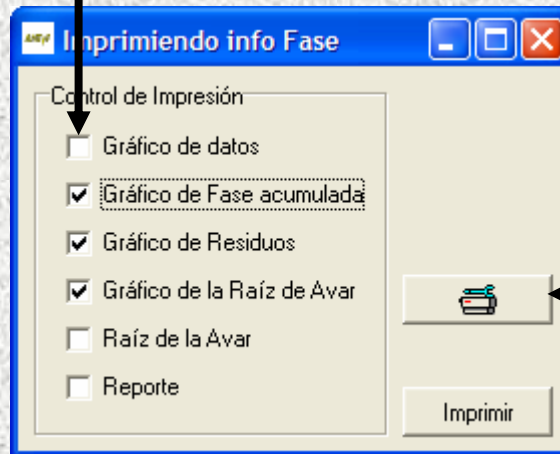 Imprimiendo info Fase
Control de Impresión
Gráfico de datos
Gráfico de Fase acumulada
Gráfico de Residuos
Gráfico de la Raíz de Avar
Raíz de la Avar
Reporte
Imprimir